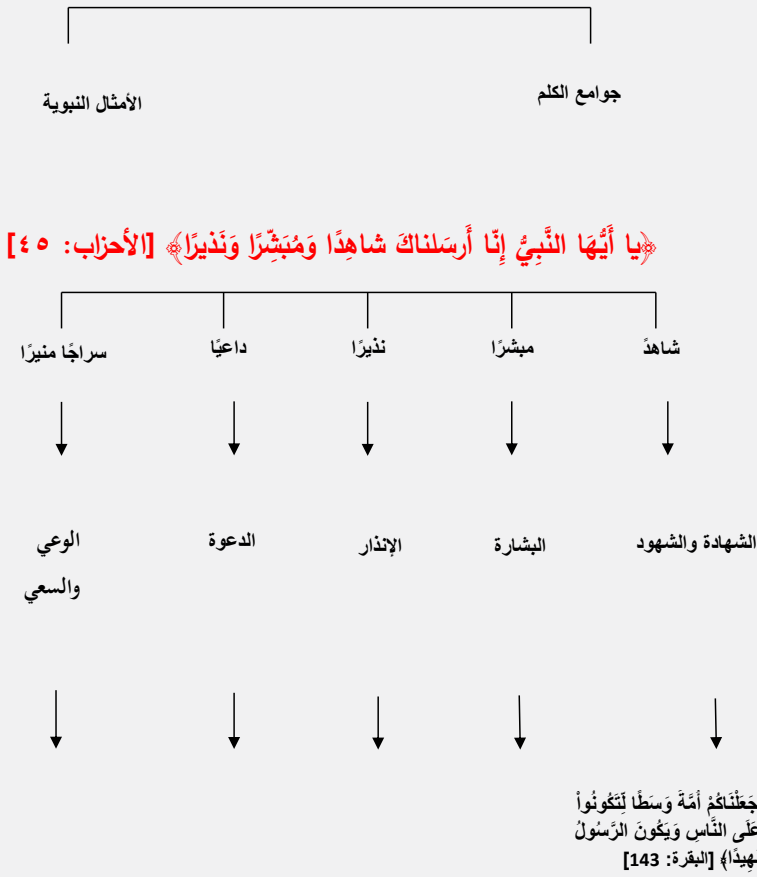 جوامع الكلم
الأمثال النبوية
﴿يا أَيُّهَا النَّبِيُّ إِنّا أَرسَلناكَ شاهِدًا وَمُبَشِّرًا وَنَذيرًا﴾ [الأحزاب: ٤٥]
شاهدً
مبشرًا
نذيرًا
داعيًا
سراجًا منيرًا
الشهادة والشهود
البشارة
الإنذار
الدعوة
الوعي
والسعي
جَعَلْنَاكُمْ أُمَّةً وَسَطًا لِّتَكُونُواْ
عَلَى النَّاسِ وَيَكُونَ الرَّسُولُ
هِيدًا﴾ [البقرة: 143]